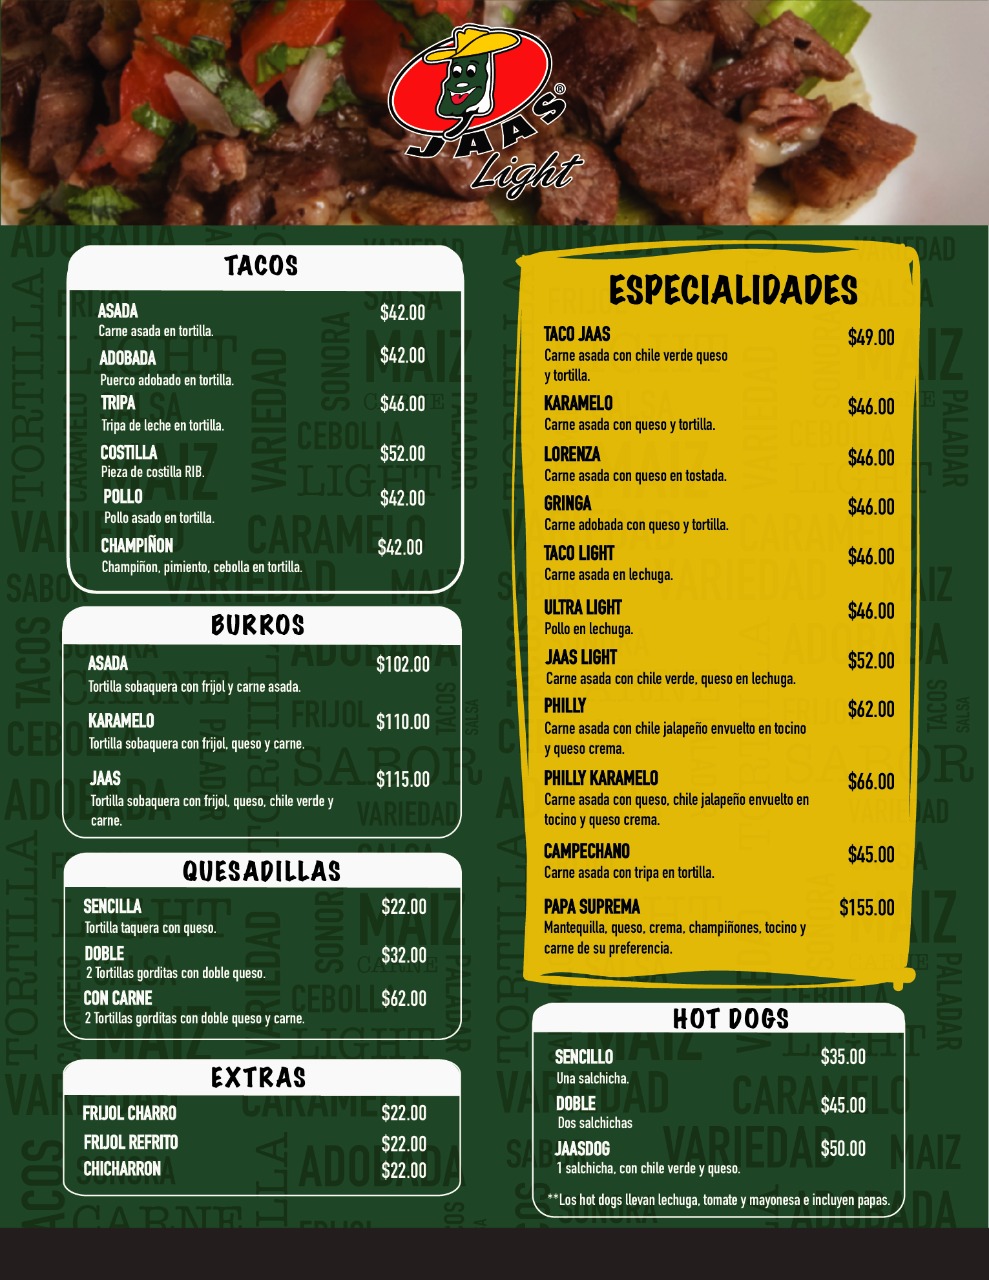 JAAS®
Light
TACOS
ASADA $42.00
Carne asada en tortilla.
ADOBADA $42.00
Puerco adobado en tortilla.
TRIPA $46.00
Tripa de leche en tortilla.
COSTILLA $52.00
Pieza de costilla RIB.
POLLO $42.00
Pollo asado en tortilla.
CHAMPIÑON $42.00
Champiñon, pimiento, cebolla en tortilla.
BURROS
ASADA $102.00
Tortilla sobaquera con frijol y carne asada.
KARAMELO $110.00
Tortilla sobaquera con frijol, queso y carne.
JAAS $115.00
Tortilla sobaquera con frijol, queso, chile verde y
carne.
QUESADILLAS
SENCILLA $22.00
Tortilla taquera con queso.
DOBLE $32.00
2 Tortillas gorditas con doble queso.
CON CARNE $62.00
2 Tortillas gorditas con doble queso y carne.
EXTRAS
FRIJOL CHARRO $22.00
FRIJOL REFRITO $22.00
CHICHARRON $22.00
ESPECIALIDADES
TACO JAAS $49.00
Carne asada con chile verde queso
y tortilla.
KARAMELO $46.00
Carne asada con queso y tortilla.
LORENZA $46.00
Carne asada con queso en tostada.
GRINGA $46.00
Carne adobada con queso y tortilla.
TACO LIGHT $46.00
Carne asada en lechuga.
ULTRA LIGHT $46.00
Pollo en lechuga.
JAAS LIGHT $52.00
Carne asada con chile verde, queso en lechuga.
PHILLY $62.00
Carne asada con chile jalapeño envuelto en tocino
y queso crema.
PHILLY KARAMELO $66.00
Carne asada con queso, chile jalapeño envuelto en
tocino y queso crema.
CAMPECHANO $45.00
Carne asada con tripa en tortilla.
PAPA SUPREMA $155.00
Mantequilla, queso, crema, champiñones, tocino y
carne de su preferencia.
HOT DOGS
SENCILLO $35.00
Una salchicha.
DOBLE $45.00
Dos salchichas
JAASDOG $50.00
1 salchicha, con chile verde y queso.
**Los hot dogs llevan lechuga, tomate y mayonesa e incluyen papas.